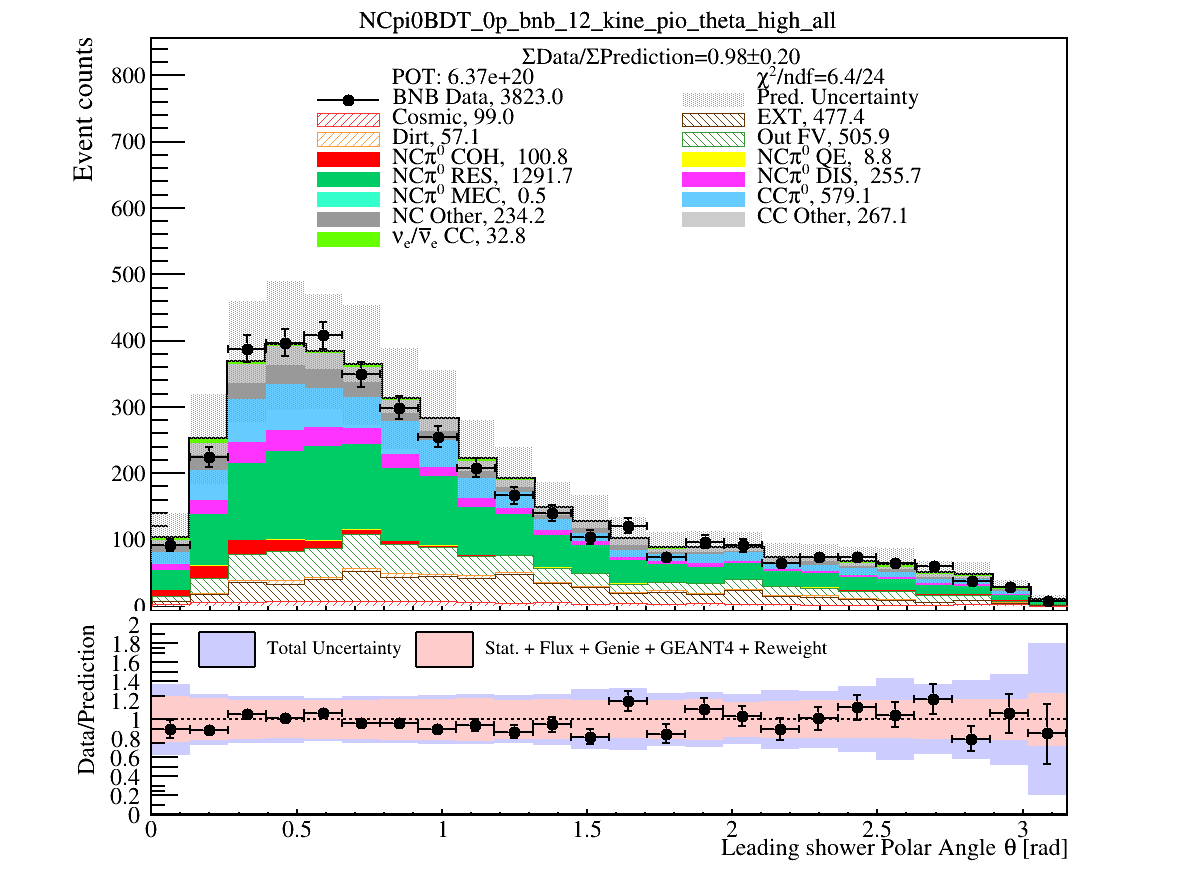 NCpi0BDT_0p_bnb_12_kine_pio_theta_high_all
ΣData/ΣPrediction=0.98±0.20
POT: 6.37e+20
χ²/ndf=6.4/24
BNB Data, 3823.0
Pred. Uncertainty
Cosmic, 99.0
EXT, 477.4
Dirt, 57.1
Out FV, 505.9
NCπ⁰ COH, 100.8
NCπ⁰ QE, 8.8
NCπ⁰ RES, 1291.7
NCπ⁰ DIS, 255.7
NCπ⁰ MEC, 0.5
CCπ⁰, 579.1
NC Other, 234.2
CC Other, 267.1
νₑ/ν̅ₑ CC, 32.8
Event counts
800
700
600
500
400
300
200
100
0
Total Uncertainty
Stat. + Flux + Genie + GEANT4 + Reweight
Data/Prediction
2
1.8
1.6
1.4
1.2
1
0.8
0.6
0.4
0.2
0
0 0.5 1 1.5 2 2.5 3
Leading shower Polar Angle θ [rad]